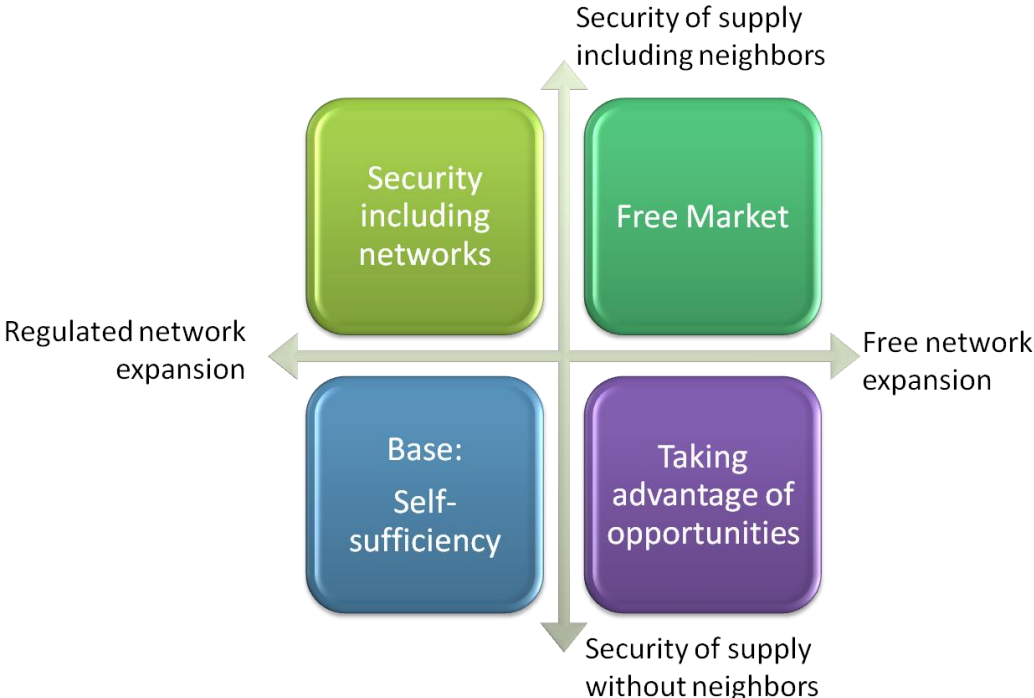 Security of supply
including neighbors
Security
including
networks
Free Market
Regulated network
expansion
Free network
expansion
Base:
Self-
sufficiency
Taking
advantage of
opportunities
Security of supply
without neighbors